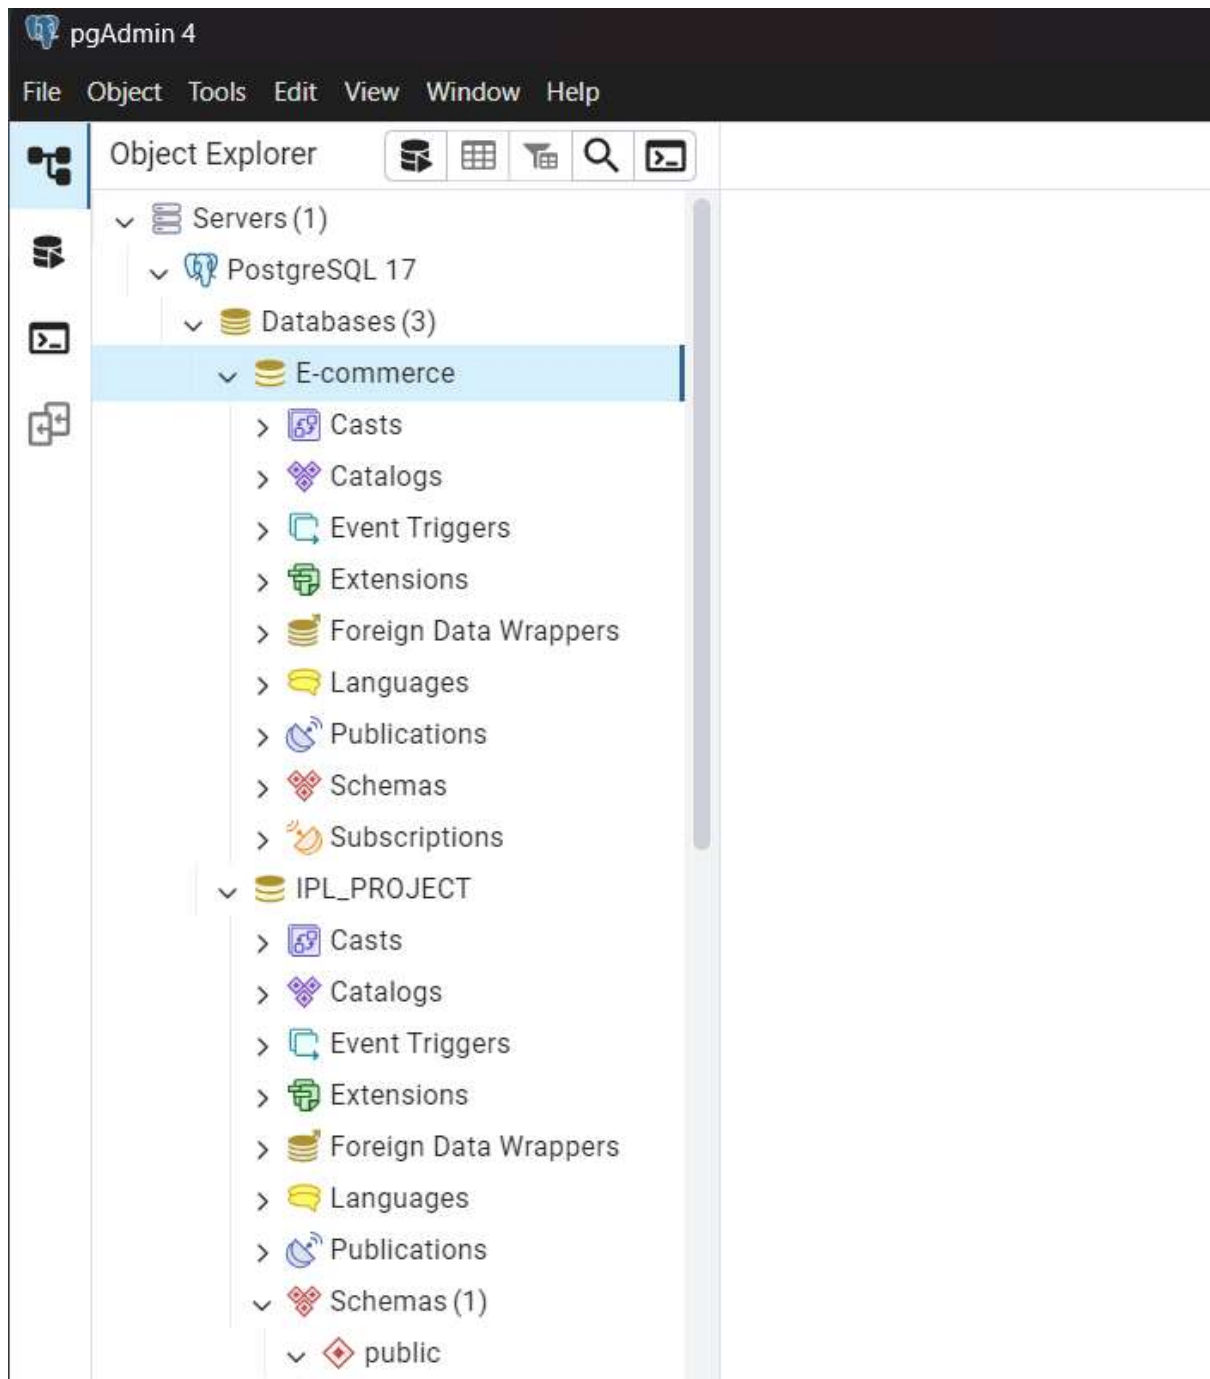 pgAdmin 4
File Object Tools Edit View Window Help
Object Explorer
Servers (1)
PostgreSQL 17
Databases (3)
E-commerce
Casts
Catalogs
Event Triggers
Extensions
Foreign Data Wrappers
Languages
Publications
Schemas
Subscriptions
IPL_PROJECT
Casts
Catalogs
Event Triggers
Extensions
Foreign Data Wrappers
Languages
Publications
Schemas (1)
public